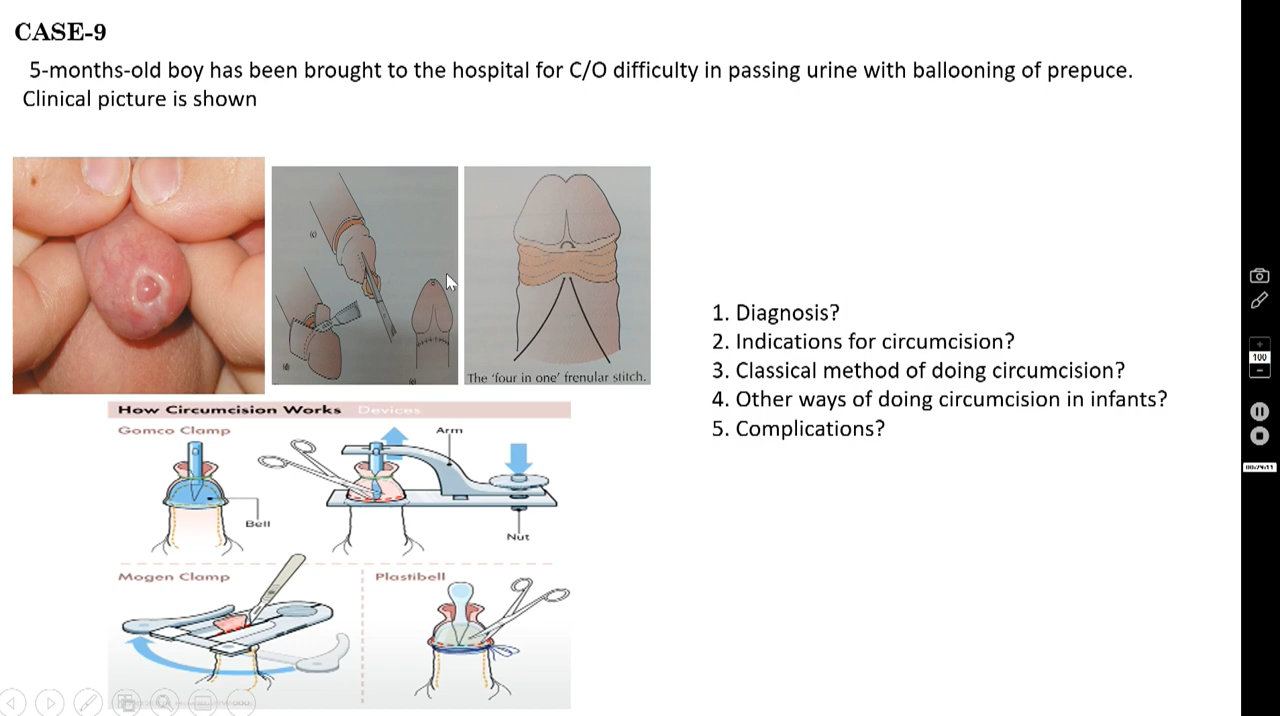 CASE-9
5-months-old boy has been brought to the hospital for C/O difficulty in passing urine with ballooning of prepuce.
Clinical picture is shown
(c)
(d)
(e)
The 'four in one' frenular stitch.
1. Diagnosis?
2. Indications for circumcision?
3. Classical method of doing circumcision?
4. Other ways of doing circumcision in infants?
5. Complications?
How Circumcision Works Devices
Gomco Clamp
Arm
Bell
Nut
Mogen Clamp
Plastibell
100